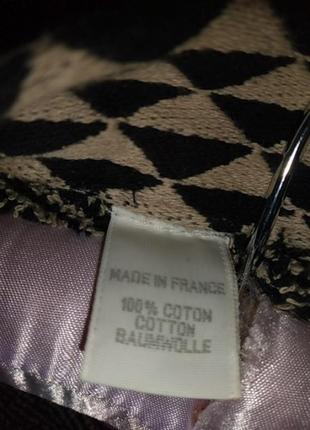 MADE IN FRANCE
100% COTON
COTTON
BAUMWOLLE